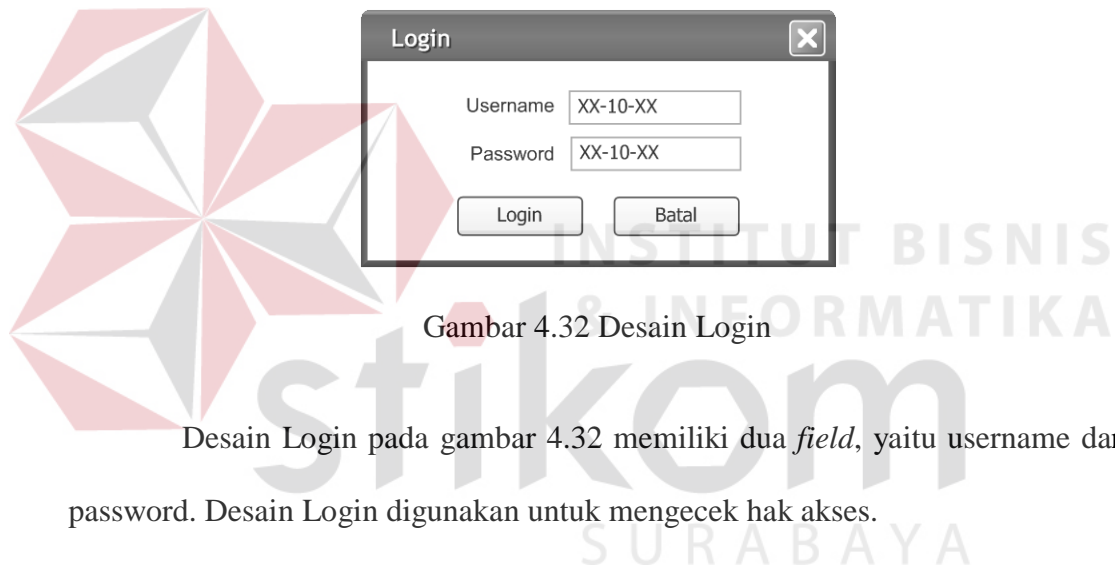 Login
Username XX-10-XX
Password XX-10-XX
Login Batal
INSTITUT BISNIS
& INFORMATIKA
Gambar 4.32 Desain Login
stikom
Desain Login pada gambar 4.32 memiliki dua field, yaitu username dan
password. Desain Login digunakan untuk mengecek hak akses.
SURABAYA